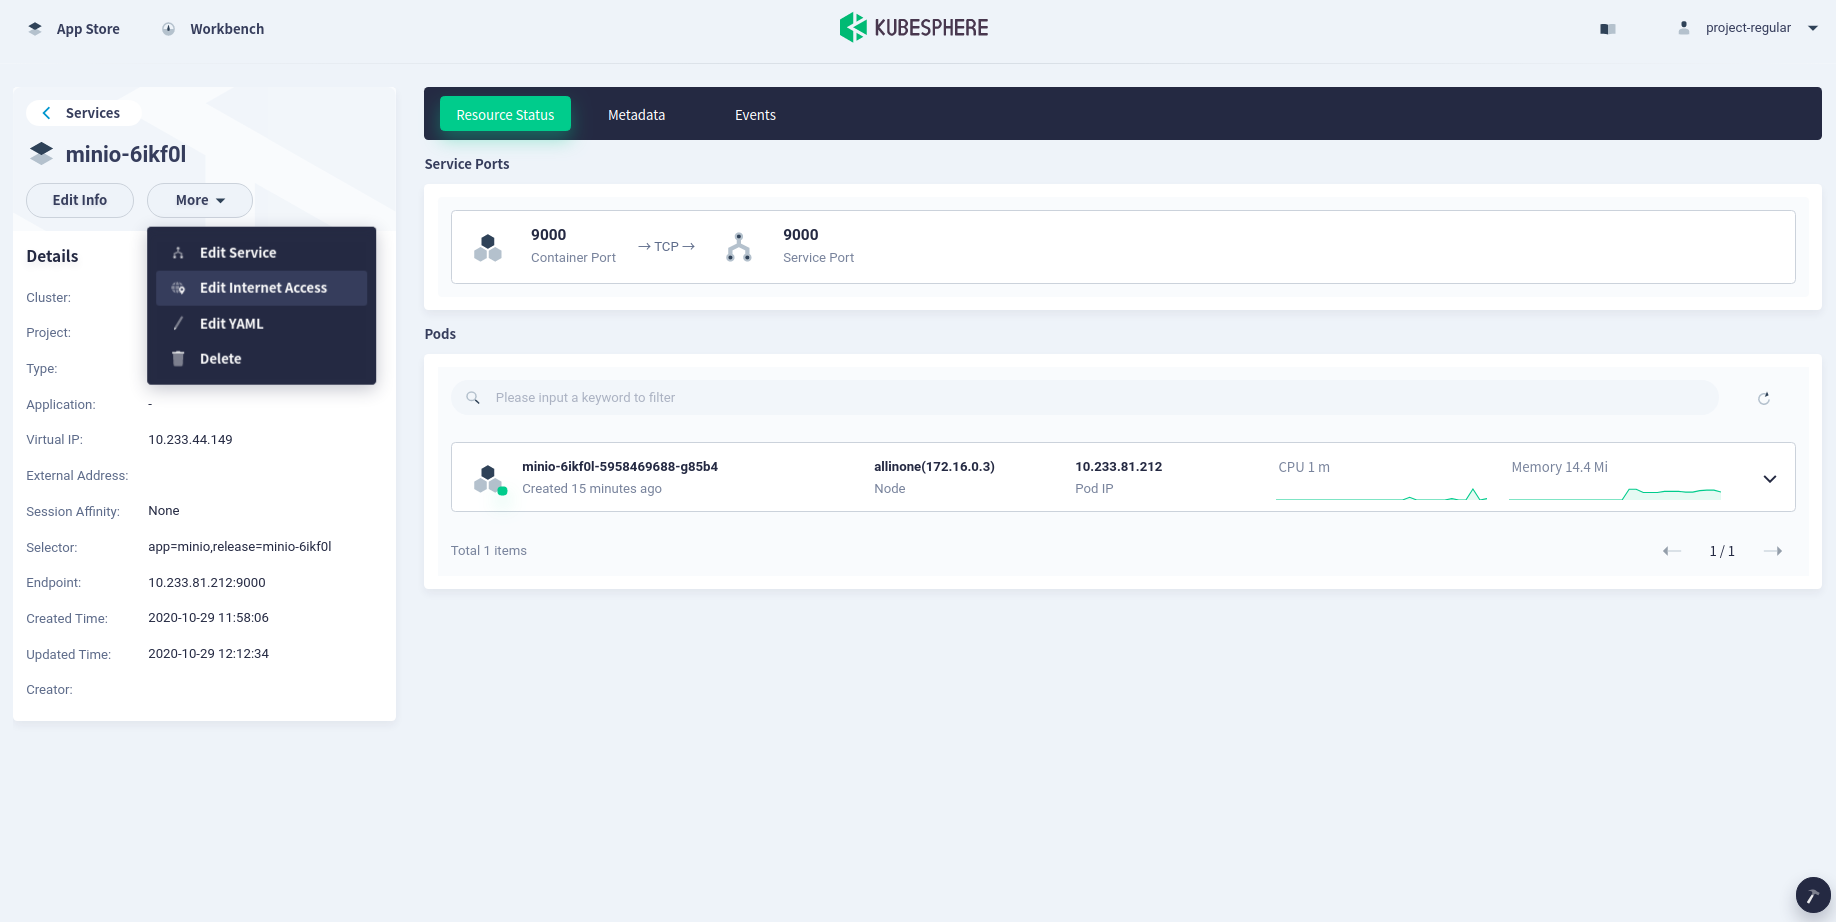 App Store
Workbench
KUBESPHERE
project-regular
Services
minio-6ikf0l
Edit Info
More
Edit Service
Edit Internet Access
Edit YAML
Delete
Details
Cluster:
Project:
Type:
Application: -
Virtual IP: 10.233.44.149
External Address:
Session Affinity: None
Selector: app=minio,release=minio-6ikf0l
Endpoint: 10.233.81.212:9000
Created Time: 2020-10-29 11:58:06
Updated Time: 2020-10-29 12:12:34
Creator:
Resource Status
Metadata
Events
Service Ports
9000
Container Port
→ TCP →
9000
Service Port
Pods
Please input a keyword to filter
minio-6ikf0l-5958469688-g85b4
Created 15 minutes ago
allinone(172.16.0.3)
Node
10.233.81.212
Pod IP
CPU 1 m
Memory 14.4 Mi
Total 1 items
1 / 1